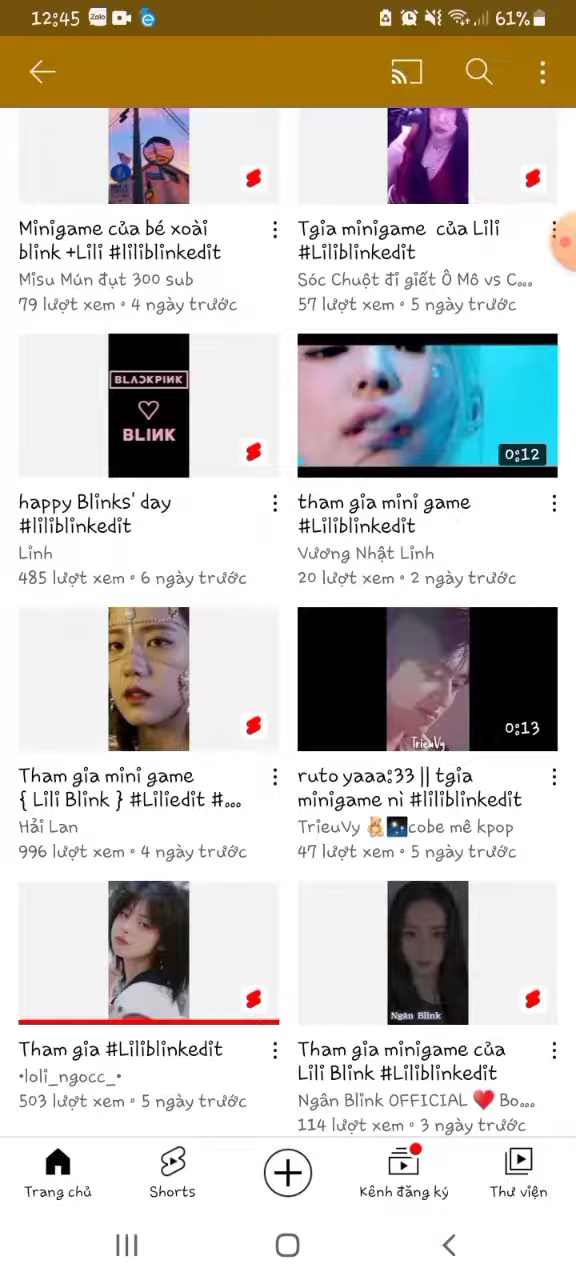 12:45
Zalo
61%
Minigame của bé xoài
blink +Lili #liliblinkedit
Misu Mún đụt 300 sub
79 lượt xem • 4 ngày trước
Tgia minigame của Lili
#Liliblinkedit
Sóc Chuột đi giết Ô Mô vs C...
57 lượt xem • 5 ngày trước
BLACKPINK
BLINK
happy Blinks' day
#liliblinkedit
Linh
485 lượt xem • 6 ngày trước
0:12
tham gia mini game
#Liliblinkedit
Vương Nhật Linh
20 lượt xem • 2 ngày trước
Tham gia mini game
{ Lili Blink } #Liliedit #...
Hải Lan
996 lượt xem • 4 ngày trước
TrieuVy
0:13
ruto yaaa:33 || tgia
minigame nì #liliblinkedit
TrieuVy 🧸🌃cobe mê kpop
47 lượt xem • 5 ngày trước
Tham gia #Liliblinkedit
•loli_ngocc_•
503 lượt xem • 5 ngày trước
Ngân Blink
Tham gia minigame của
Lili Blink #Liliblinkedit
Ngân Blink OFFICIAL ❤️ Bo...
114 lượt xem • 3 ngày trước
Trang chủ
Shorts
Kênh đăng ký
Thư viện